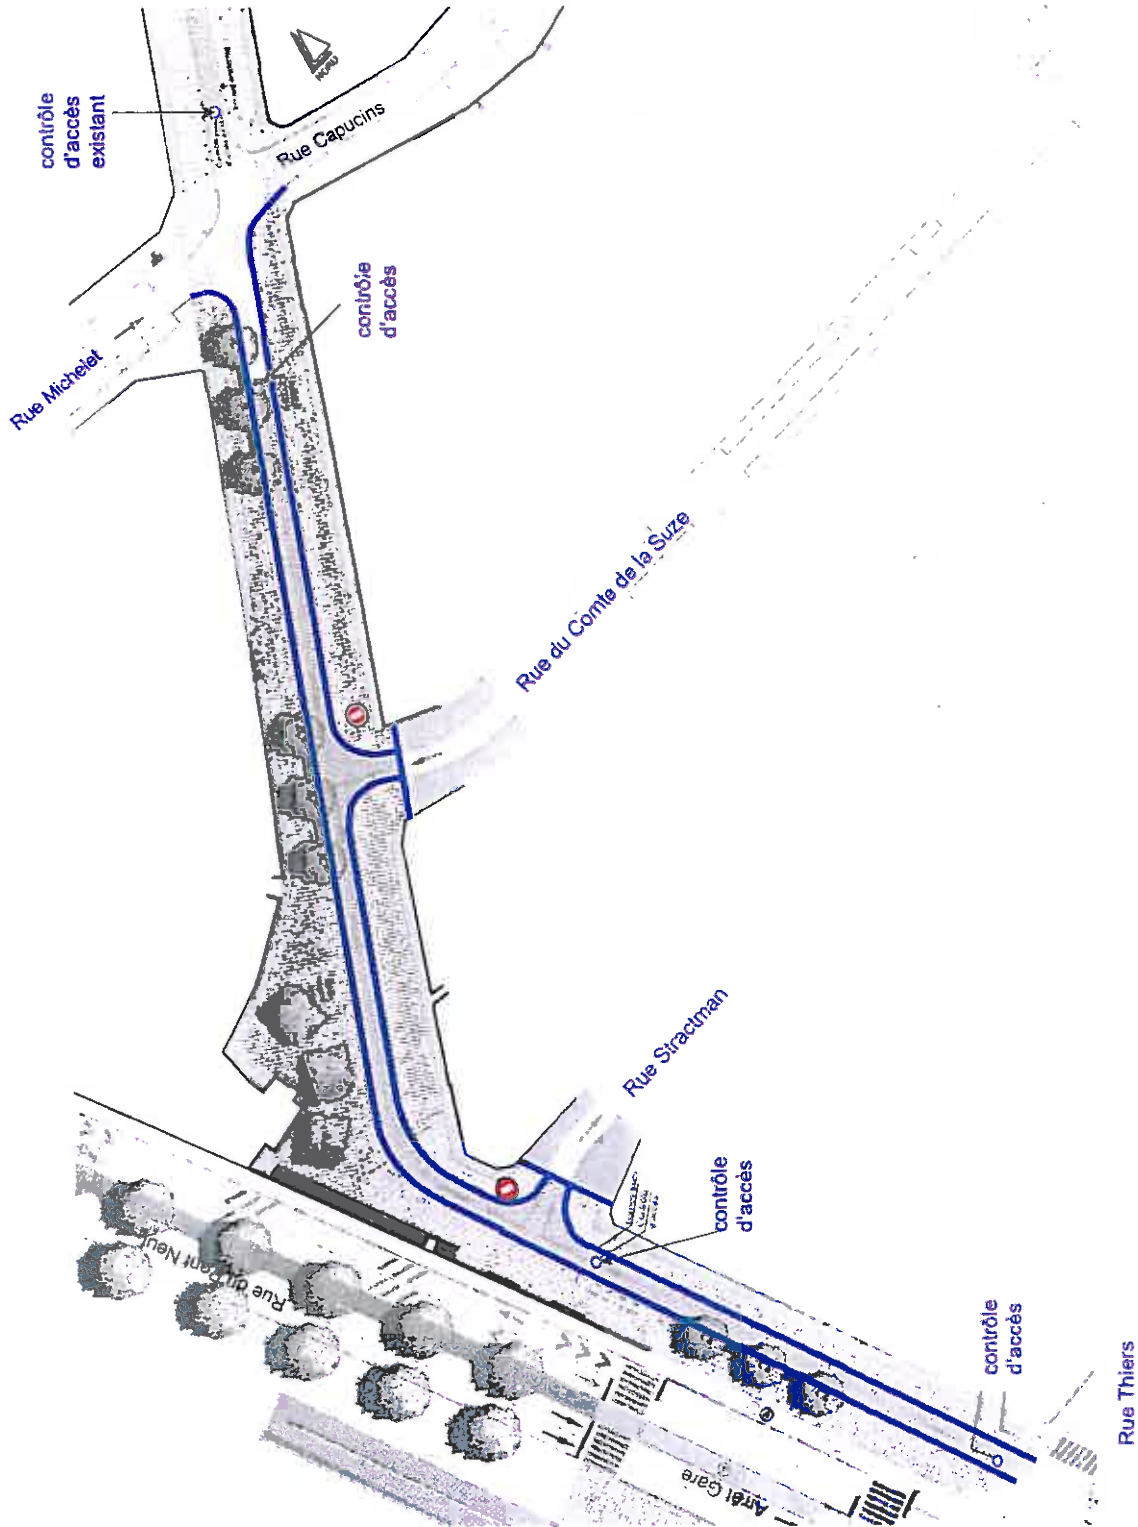 contrôle
d'accès
existant
NORD
Rue Capucins
contrôle
d'accès
Rue Michelet
Rue du Comte de la Suze
Rue Stractman
contrôle
d'accès
Rue du Pont Neuf
contrôle
d'accès
Arrêt Gare
Rue Thiers